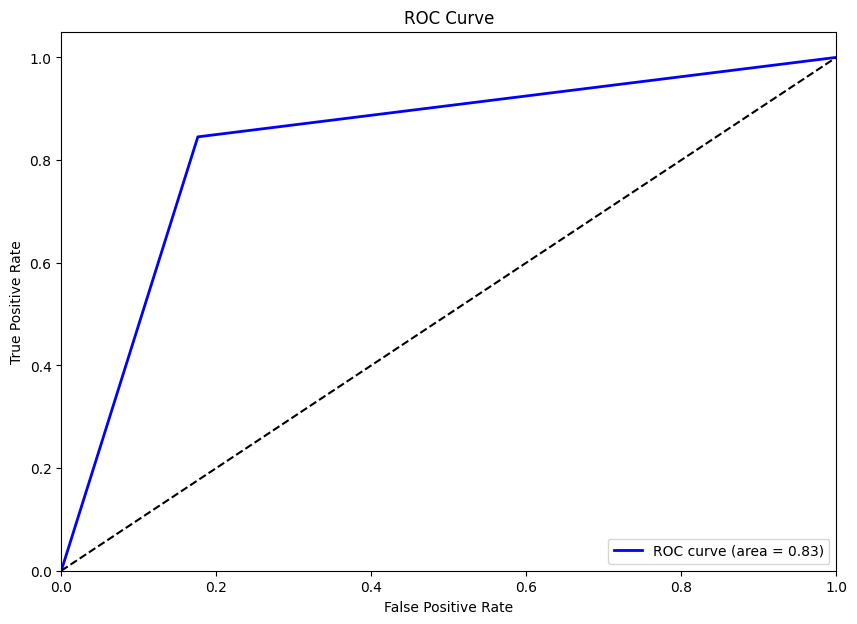 ROC Curve
True Positive Rate
1.0
0.8
0.6
0.4
0.2
0.0
0.0 0.2 0.4 0.6 0.8 1.0
False Positive Rate
ROC curve (area = 0.83)